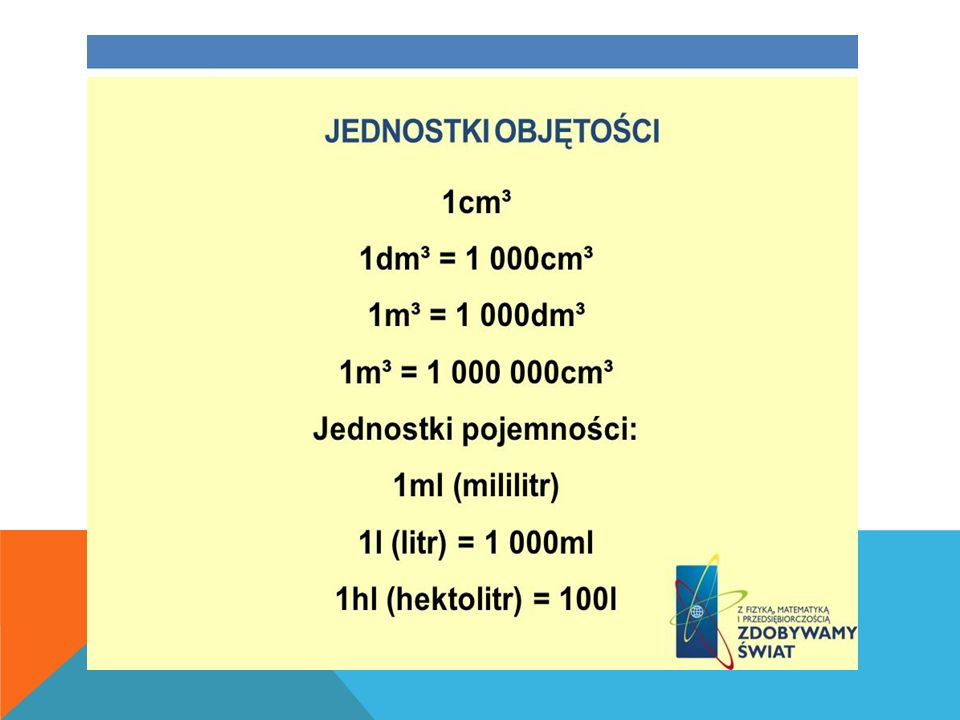 JEDNOSTKI OBJĘTOŚCI
1cm³
1dm³ = 1 000cm³
1m³ = 1 000dm³
1m³ = 1 000 000cm³
Jednostki pojemności:
1ml (mililitr)
1l (litr) = 1 000ml
1hl (hektolitr) = 100l
Z FIZYKĄ, MATEMATYKĄ
I PRZEDSIĘBIORCZOŚCIĄ
ZDOBYWAMY
ŚWIAT